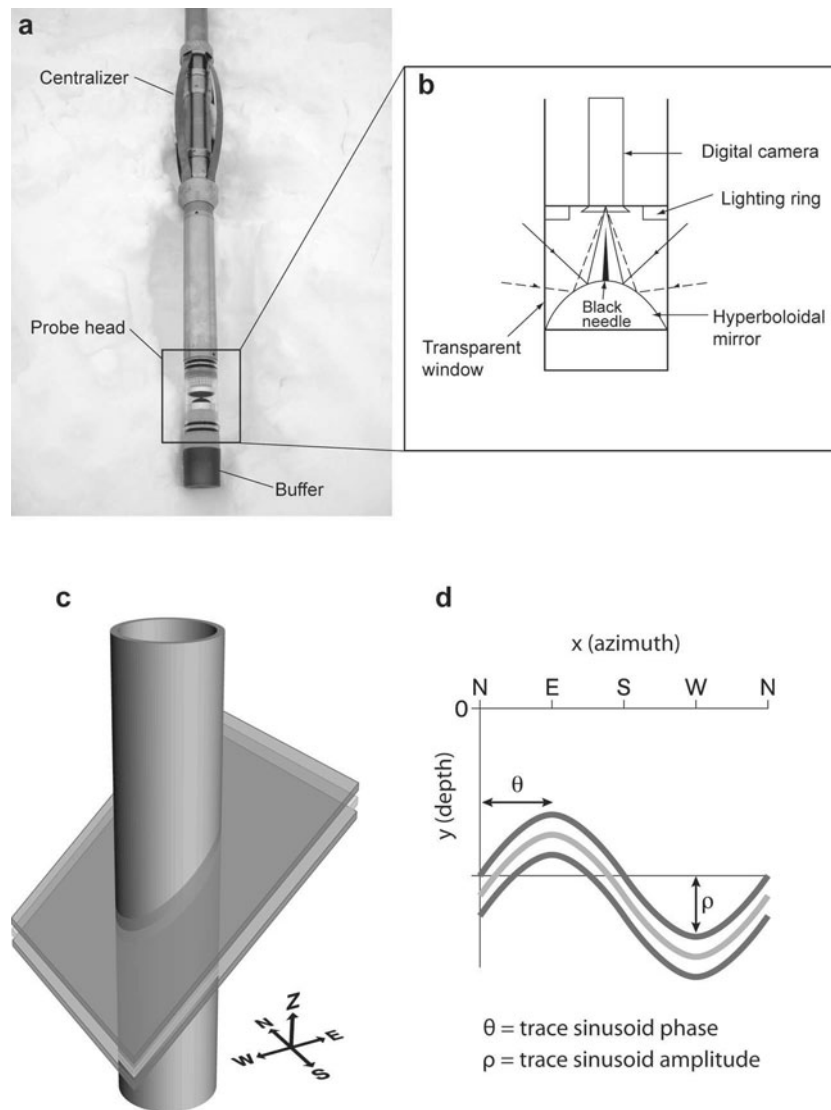 a
Centralizer
Probe head
Buffer
b
Digital camera
Lighting ring
Black
needle
Hyperboloidal
mirror
Transparent
window
c
Z
N
E
W
S
d
x (azimuth)
N E S W N
0
y (depth)
θ
ρ
θ = trace sinusoid phase
ρ = trace sinusoid amplitude